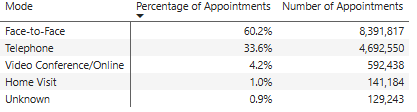 Mode Percentage of Appointments Number of Appointments
Face-to-Face 60.2% 8,391,817
Telephone 33.6% 4,692,550
Video Conference/Online 4.2% 592,438
Home Visit 1.0% 141,184
Unknown 0.9% 129,243